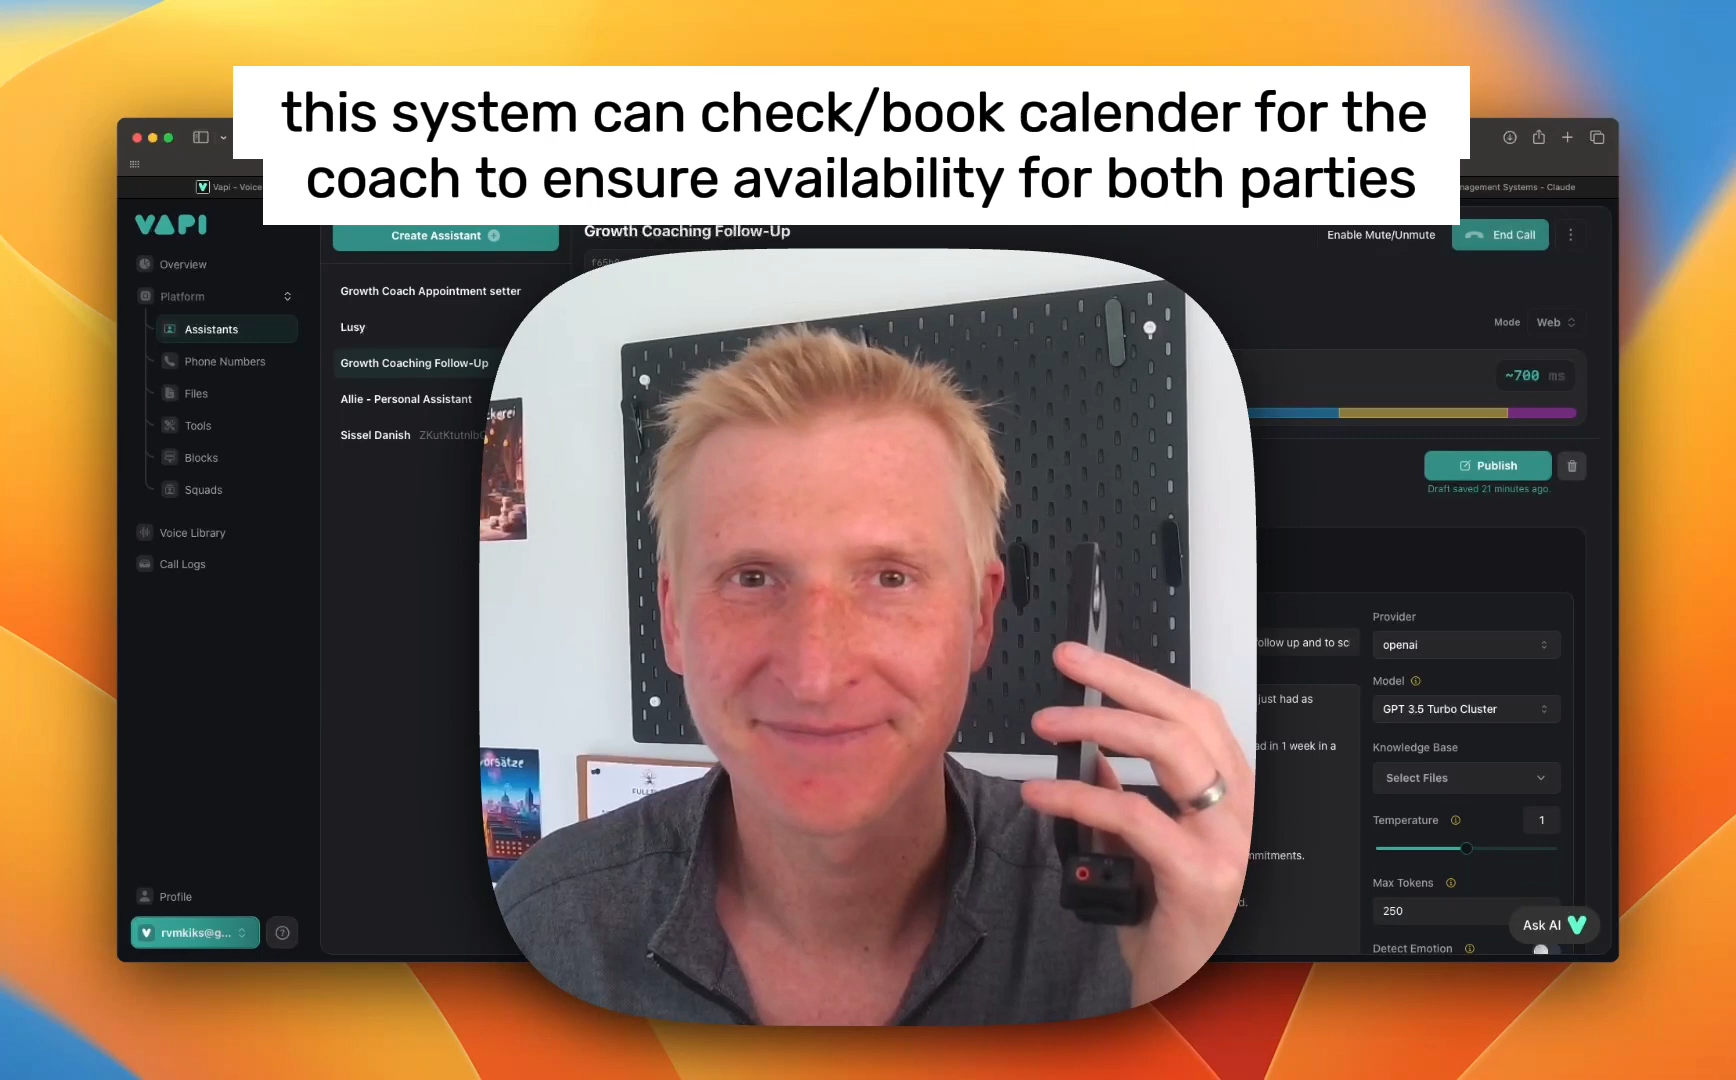 this system can check/book calender for the
coach to ensure availability for both parties
Vapi - Voice
nagement Systems - Claude
VAPI
Create Assistant
Growth Coaching Follow-Up
Enable Mute/Unmute
End Call
Overview
Platform
Assistants
Phone Numbers
Files
Tools
Blocks
Squads
Voice Library
Call Logs
Profile
rvmkiks@g...
Growth Coach Appointment setter
Lusy
Growth Coaching Follow-Up
Allie - Personal Assistant
Sissel Danish
Mode
Web
~700 ms
Publish
Draft saved 21 minutes ago.
ollow up and to sc
just had as
ad in 1 week in a
mmitments.
d.
Provider
openai
Model
GPT 3.5 Turbo Cluster
Knowledge Base
Select Files
Temperature
1
Max Tokens
250
Ask AI
Detect Emotion
ckerei
orsätze